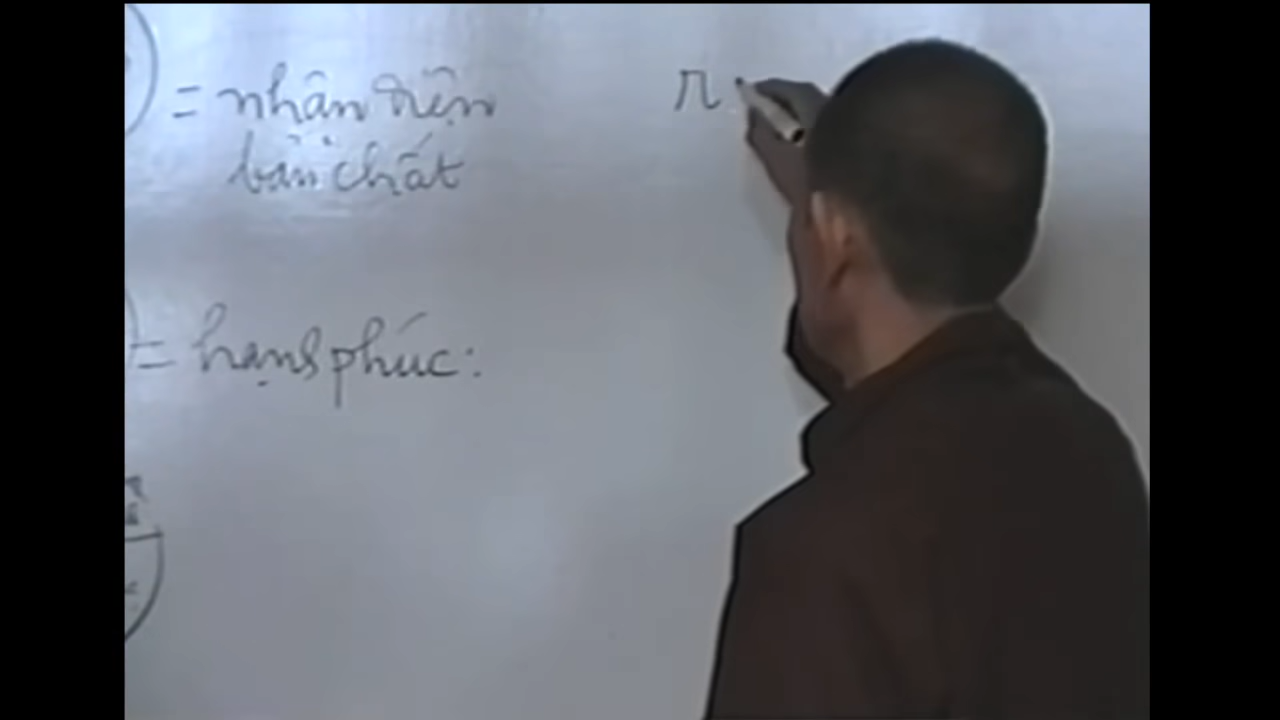 = nhận diện
bản chất
= hạnh phúc: